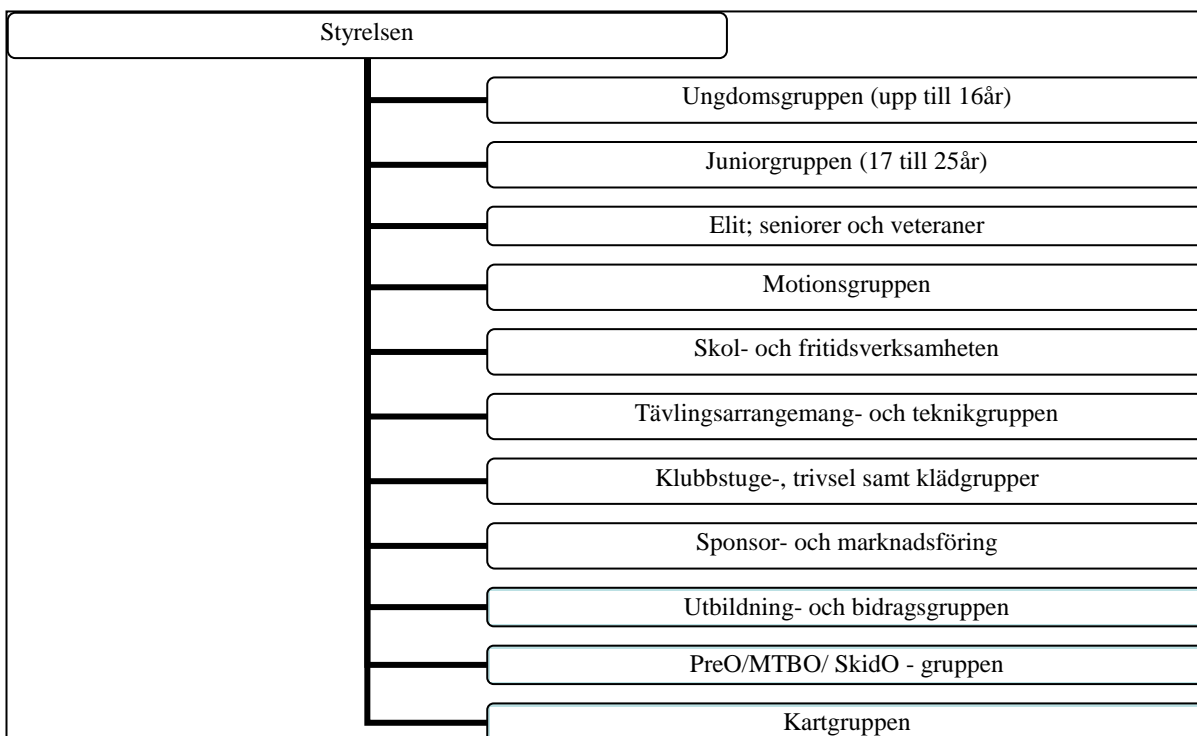 Styrelsen
Ungdomsgruppen (upp till 16år)
Juniorgruppen (17 till 25år)
Elit; seniorer och veteraner
Motionsgruppen
Skol- och fritidsverksamheten
Tävlingsarrangemang- och teknikgruppen
Klubbstuge-, trivsel samt klädgrupper
Sponsor- och marknadsföring
Utbildning- och bidragsgruppen
PreO/MTBO/ SkidO - gruppen
Kartgruppen